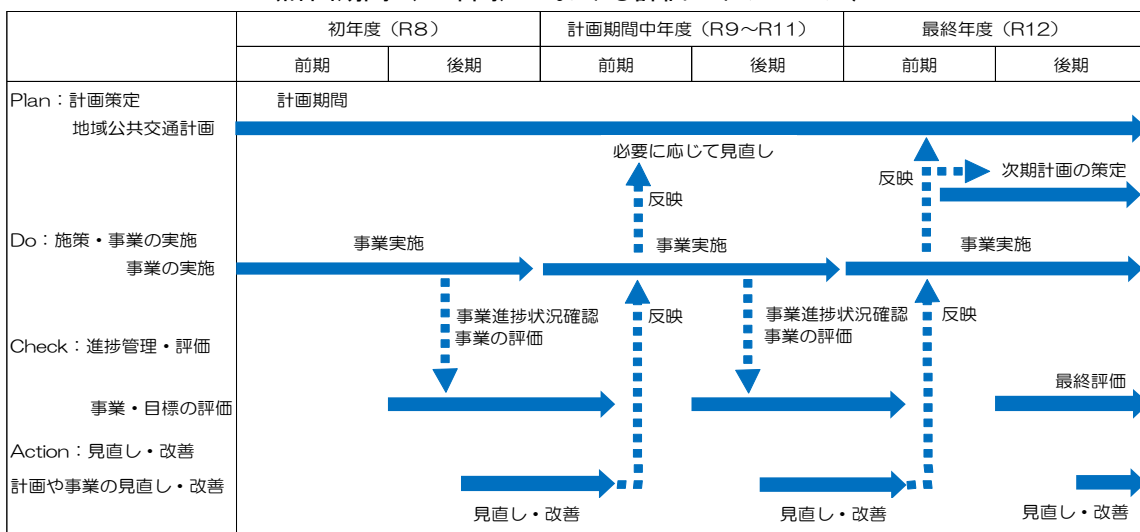 初年度（R8）
計画期間中年度（R9～R11）
最終年度（R12）
前期
後期
前期
後期
前期
後期
Plan：計画策定
計画期間
地域公共交通計画
必要に応じて見直し
反映
反映
次期計画の策定
Do：施策・事業の実施
事業実施
事業実施
事業実施
事業の実施
事業進捗状況確認
事業の評価
反映
事業進捗状況確認
事業の評価
反映
Check：進捗管理・評価
最終評価
事業・目標の評価
Action：見直し・改善
計画や事業の見直し・改善
見直し・改善
見直し・改善
見直し・改善